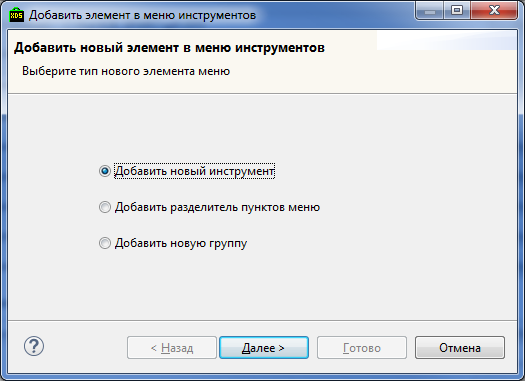 XDS
Добавить элемент в меню инструментов
Добавить новый элемент в меню инструментов
Выберите тип нового элемента меню
Добавить новый инструмент
Добавить разделитель пунктов меню
Добавить новую группу
?
< Назад
Далее >
Готово
Отмена